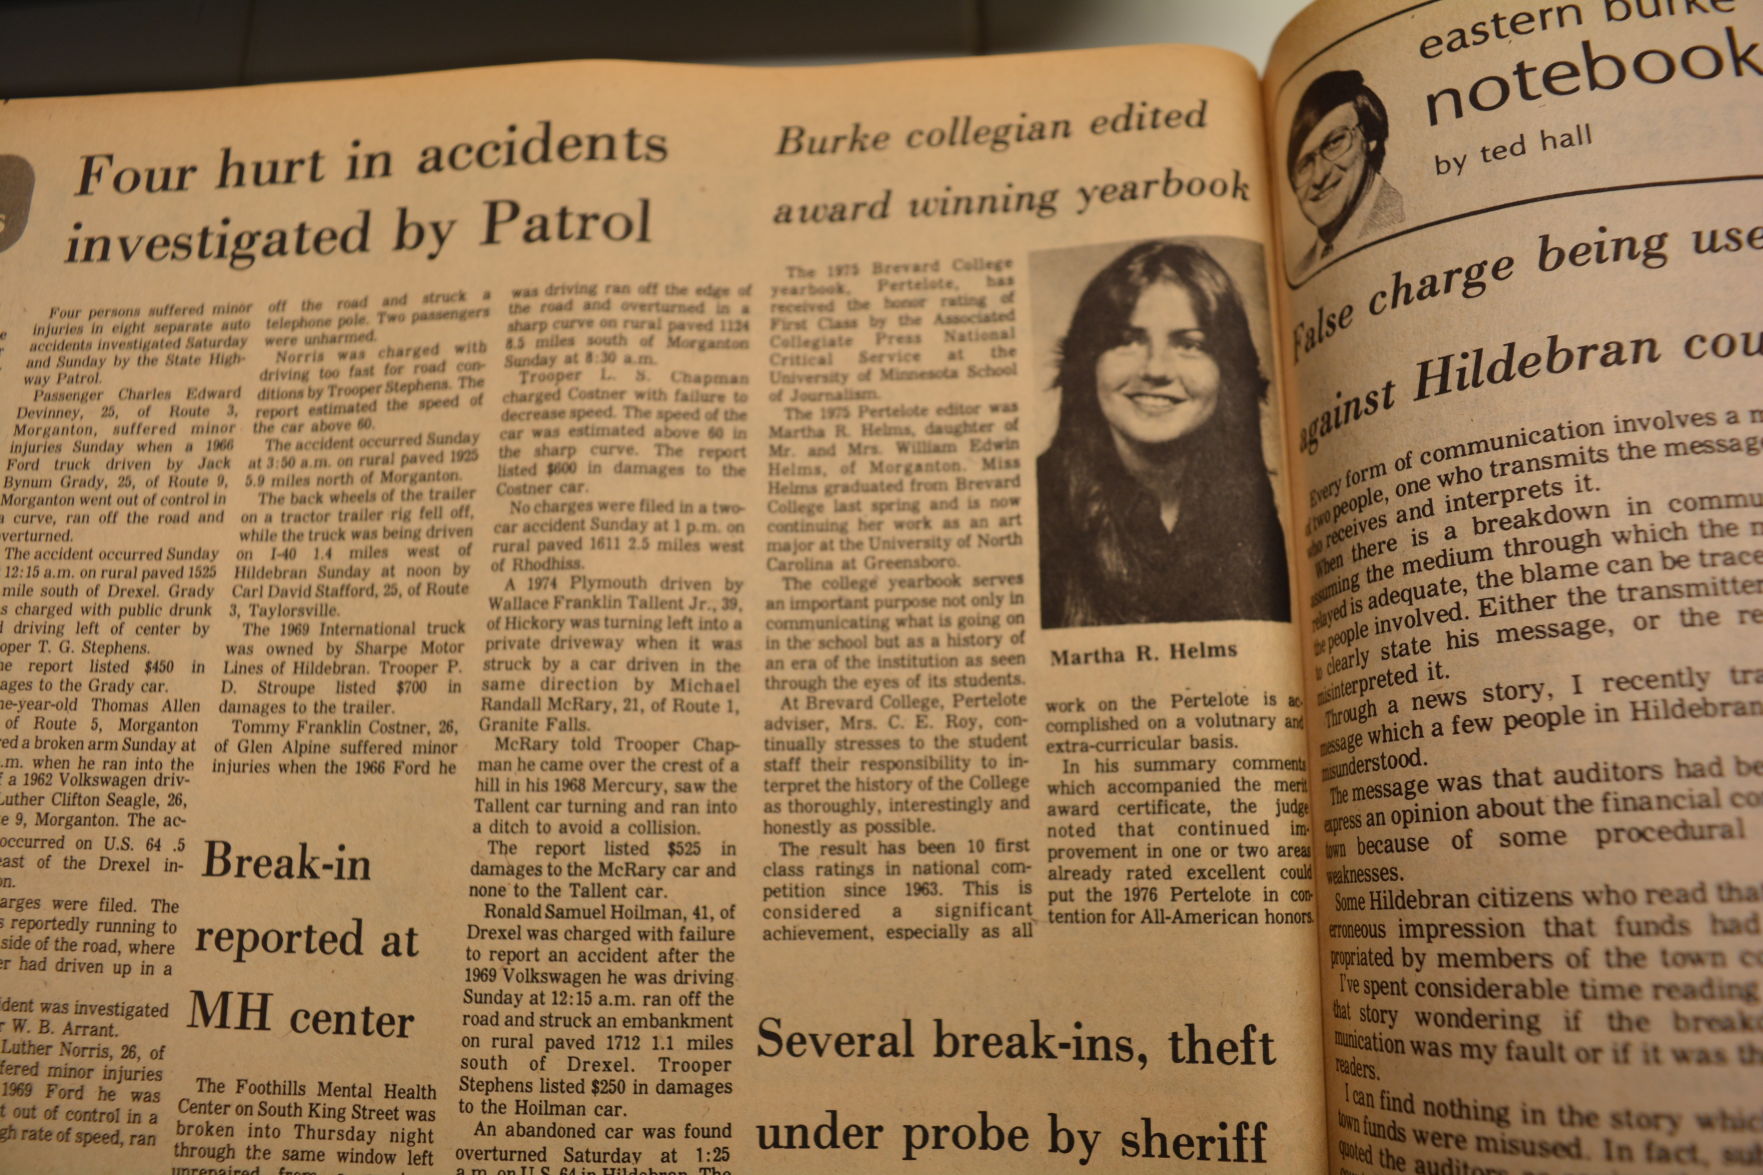 Four hurt in accidents
investigated by Patrol
Four persons suffered minor
injuries in eight separate auto
accidents investigated Saturday
and Sunday by the State High-
way Patrol.
Passenger Charles Edward
Devinney, 25, of Route 3,
Morganton, suffered minor
injuries Sunday when a 1966
Ford truck driven by Jack
Bynum Grady, 25, of Route 9,
Morganton went out of control in
curve, ran off the road and
overturned.
The accident occurred Sunday
12:15 a.m. on rural paved 1525
mile south of Drexel. Grady
charged with public drunk
driving left of center by
T. G. Stephens.
report listed $450 in
to the Grady car.
Thomas Allen
of Route 5, Morganton
a broken arm Sunday at
when he ran into the
a 1962 Volkswagen driv-
Luther Clifton Seagle, 26,
9, Morganton. The ac-
occurred on U.S. 64 .5
east of the Drexel in-
were filed. The
reportedly running to
side of the road, where
had driven up in a
was investigated
W. B. Arrant.
Luther Norris, 26, of
minor injuries
1969 Ford he was
out of control in a
rate of speed, ran
off the road and struck a
telephone pole. Two passengers
were unharmed.
Norris was charged with
driving too fast for road con-
ditions by Trooper Stephens. The
report estimated the speed of
the car above 60.
The accident occurred Sunday
at 3:50 a.m. on rural paved 1925
5.9 miles north of Morganton.
The back wheels of the trailer
on a tractor trailer rig fell off,
while the truck was being driven
on I-40 1.4 miles west of
Hildebran Sunday at noon by
Carl David Stafford, 25, of Route
3, Taylorsville.
The 1969 International truck
was owned by Sharpe Motor
Lines of Hildebran. Trooper P.
D. Stroupe listed $700 in
damages to the trailer.
Tommy Franklin Costner, 26,
of Glen Alpine suffered minor
injuries when the 1966 Ford he
was driving ran off the edge of
the road and overturned in a
sharp curve on rural paved 1124
8.5 miles south of Morganton
Sunday at 8:30 a.m.
Trooper L. S. Chapman
charged Costner with failure to
decrease speed. The speed of the
car was estimated above 60 in
the sharp curve. The report
listed $600 in damages to the
Costner car.
No charges were filed in a two-
car accident Sunday at 1 p.m. on
rural paved 1611 2.5 miles west
of Rhodhiss.
A 1974 Plymouth driven by
Wallace Franklin Tallent Jr., 39,
of Hickory was turning left into a
private driveway when it was
struck by a car driven in the
same direction by Michael
Randall McRary, 21, of Route 1,
Granite Falls.
McRary told Trooper Chap-
man he came over the crest of a
hill in his 1968 Mercury, saw the
Tallent car turning and ran into
a ditch to avoid a collision.
The report listed $525 in
damages to the McRary car and
none to the Tallent car.
Ronald Samuel Hoilman, 41, of
Drexel was charged with failure
to report an accident after the
1969 Volkswagen he was driving
Sunday at 12:15 a.m. ran off the
road and struck an embankment
on rural paved 1712 1.1 miles
south of Drexel. Trooper
Stephens listed $250 in damages
to the Hoilman car.
An abandoned car was found
overturned Saturday at 1:25
a.m. on U.S. 64 in Hildebran. The
Break-in
reported at
MH center
The Foothills Mental Health
Center on South King Street was
broken into Thursday night
through the same window left
Burke collegian edited
award winning yearbook
The 1975 Brevard College
yearbook, Pertelote, has
received the honor rating of
First Class by the Associated
Collegiate Press National
Critical Service at the
University of Minnesota School
of Journalism.
The 1975 Pertelote editor was
Martha R. Helms, daughter of
Mr. and Mrs. William Edwin
Helms, of Morganton. Miss
Helms graduated from Brevard
College last spring and is now
continuing her work as an art
major at the University of North
Carolina at Greensboro.
The college yearbook serves
an important purpose not only in
communicating what is going on
in the school but as a history of
an era of the institution as seen
through the eyes of its students.
At Brevard College, Pertelote
adviser, Mrs. C. E. Roy, con-
tinually stresses to the student
staff their responsibility to in-
terpret the history of the College
as thoroughly, interestingly and
honestly as possible.
The result has been 10 first
class ratings in national com-
petition since 1963. This is
considered a significant
achievement, especially as all
Martha R. Helms
work on the Pertelote is ac-
complished on a volutnary and
extra-curricular basis.
In his summary comments
which accompanied the merit
award certificate, the judge
noted that continued im-
provement in one or two areas
already rated excellent could
put the 1976 Pertelote in con-
tention for All-American honors.
Several break-ins, theft
under probe by sheriff
eastern burke
notebook
by ted hall
False charge being use
against Hildebran cou
Every form of communication involves a
two people, one who transmits the message
who receives and interprets it.
When there is a breakdown in commu
assuming the medium through which the
relayed is adequate, the blame can be trace
the people involved. Either the transmitter
to clearly state his message, or the re
misinterpreted it.
Through a news story, I recently tra
message which a few people in Hildebran
misunderstood.
The message was that auditors had be
express an opinion about the financial co
town because of some procedural
weaknesses.
Some Hildebran citizens who read tha
erroneous impression that funds had
propriated by members of the town co
I've spent considerable time reading
that story wondering if the break
munication was my fault or if it was th
readers.
I can find nothing in the story whic
town funds were misused. In fact, su
quoted the auditors